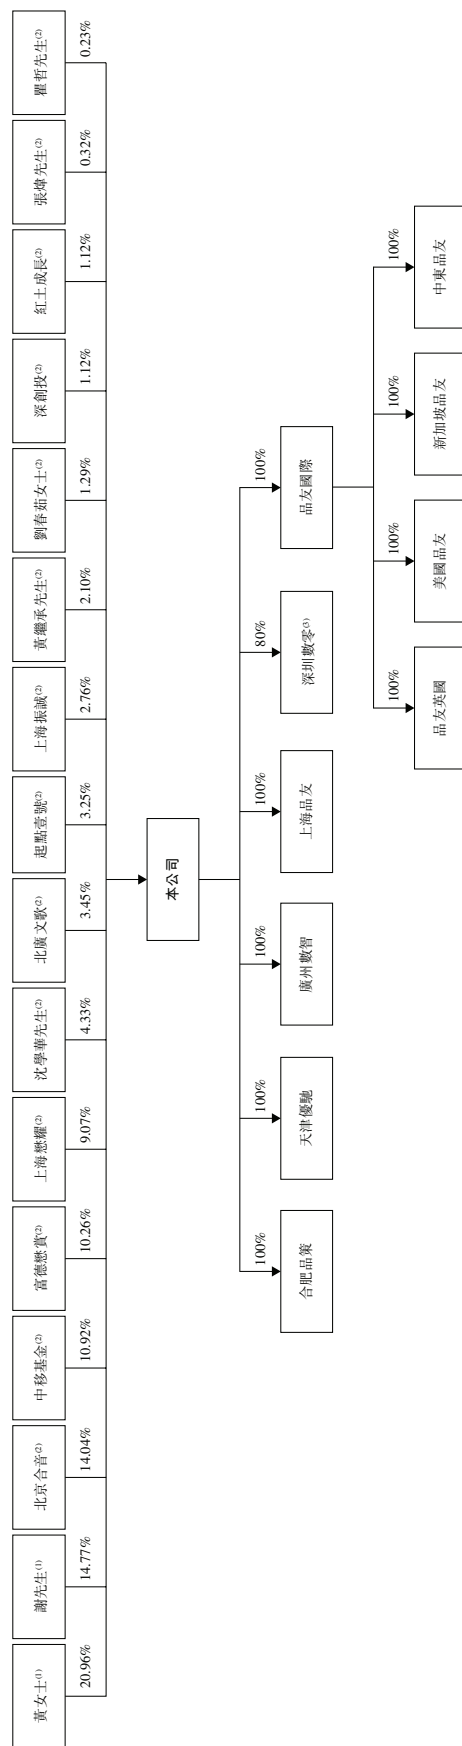 黃女士(1)
20.96%
謝先生(1)
14.77%
北京合音(2)
14.04%
中移基金(2)
10.92%
富德懋賞(2)
10.26%
上海懋耀(2)
9.07%
沈學華先生(2)
4.33%
北廣文歌(2)
3.45%
起點壹號(2)
3.25%
上海振誠(2)
2.76%
黃繼承先生(2)
2.10%
劉春茹女士(2)
1.29%
深創投(2)
1.12%
紅土成長(2)
1.12%
張煒先生(2)
0.32%
瞿哲先生(2)
0.23%
本公司
100%
合肥品策
100%
天津優馳
100%
廣州數智
100%
上海品友
80%
深圳數零(3)
100%
品友國際
100%
品友英國
100%
美國品友
100%
新加坡品友
100%
中東品友